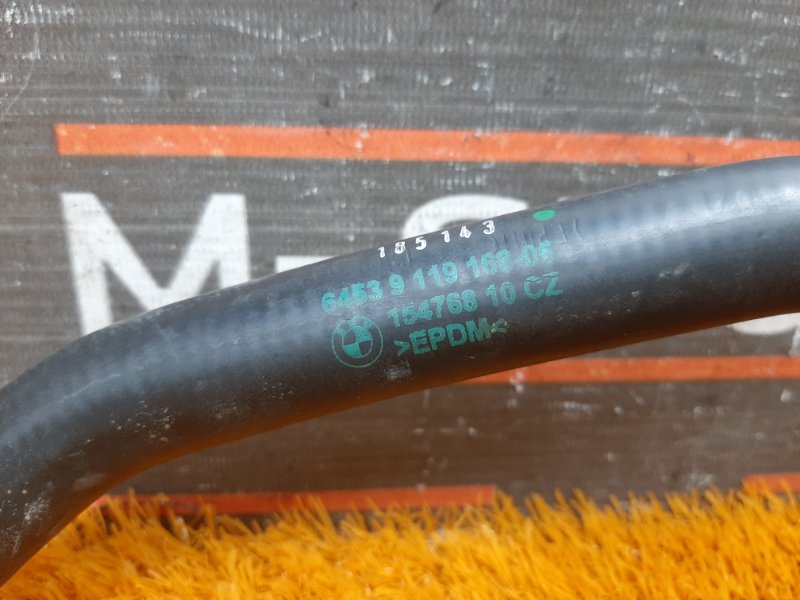 M-S
185143
6453 9 119 168-05
154768 10 CZ
>EPDM<